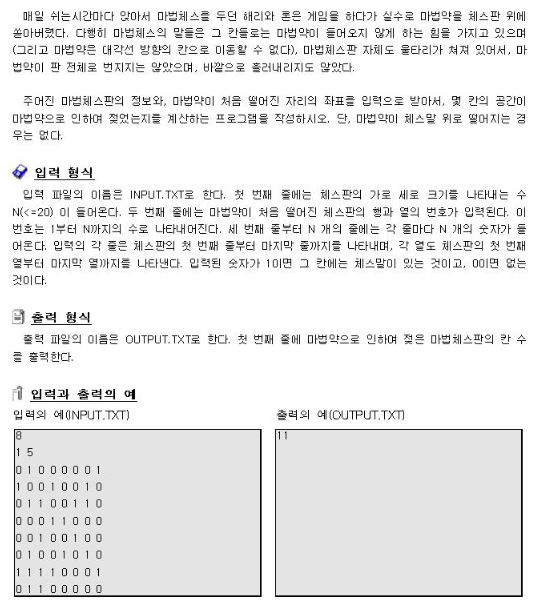 매일 쉬는시간마다 앉아서 마법체스를 두던 해리와 론은 게임을 하다가 실수로 마법약을 체스판 위에
쏟아버렸다. 다행히 마법체스의 말들은 그 칸들로는 마법약이 들어오지 않게 하는 힘을 가지고 있으며
(그리고 마법약은 대각선 방향의 칸으로 이동할 수 없다), 마법체스판 자체도 울타리가 쳐져 있어서, 마
법약이 판 전체로 번지지는 않았으며, 바깥으로 흘러내리지도 않았다.
주어진 마법체스판의 정보와, 마법약이 처음 떨어진 자리의 좌표를 입력으로 받아서, 몇 칸의 공간이
마법약으로 인하여 젖었는지를 계산하는 프로그램을 작성하시오. 단, 마법약이 체스말 위로 떨어지는 경
우는 없다.
입력 형식
입력 파일의 이름은 INPUT.TXT로 한다. 첫 번째 줄에는 체스판의 가로 세로 크기를 나타내는 수
N(<=20) 이 들어온다. 두 번째 줄에는 마법약이 처음 떨어진 체스판의 행과 열의 번호가 입력된다. 이
번호는 1부터 N까지의 수로 나타내어진다. 세 번째 줄부터 N 개의 줄에는 각 줄마다 N 개의 숫자가 들
어온다. 입력의 각 줄은 체스판의 첫 번째 줄부터 마지막 줄까지를 나타내며, 각 열도 체스판의 첫 번째
열부터 마지막 열까지를 나타낸다. 입력된 숫자가 1이면 그 칸에는 체스말이 있는 것이고, 0이면 없는
것이다.
출력 형식
출력 파일의 이름은 OUTPUT.TXT로 한다. 첫 번째 줄에 마법약으로 인하여 젖은 마법체스판의 칸 수
를 출력한다.
입력과 출력의 예
입력의 예(INPUT.TXT)
8
1 5
0 1 0 0 0 0 0 1
1 0 0 1 0 0 1 0
0 1 1 0 0 1 1 0
0 0 0 1 1 0 0 0
0 0 1 0 0 1 0 0
0 1 0 0 1 0 1 0
1 1 1 1 0 0 0 1
0 1 1 0 0 0 0 0
출력의 예(OUTPUT.TXT)
11